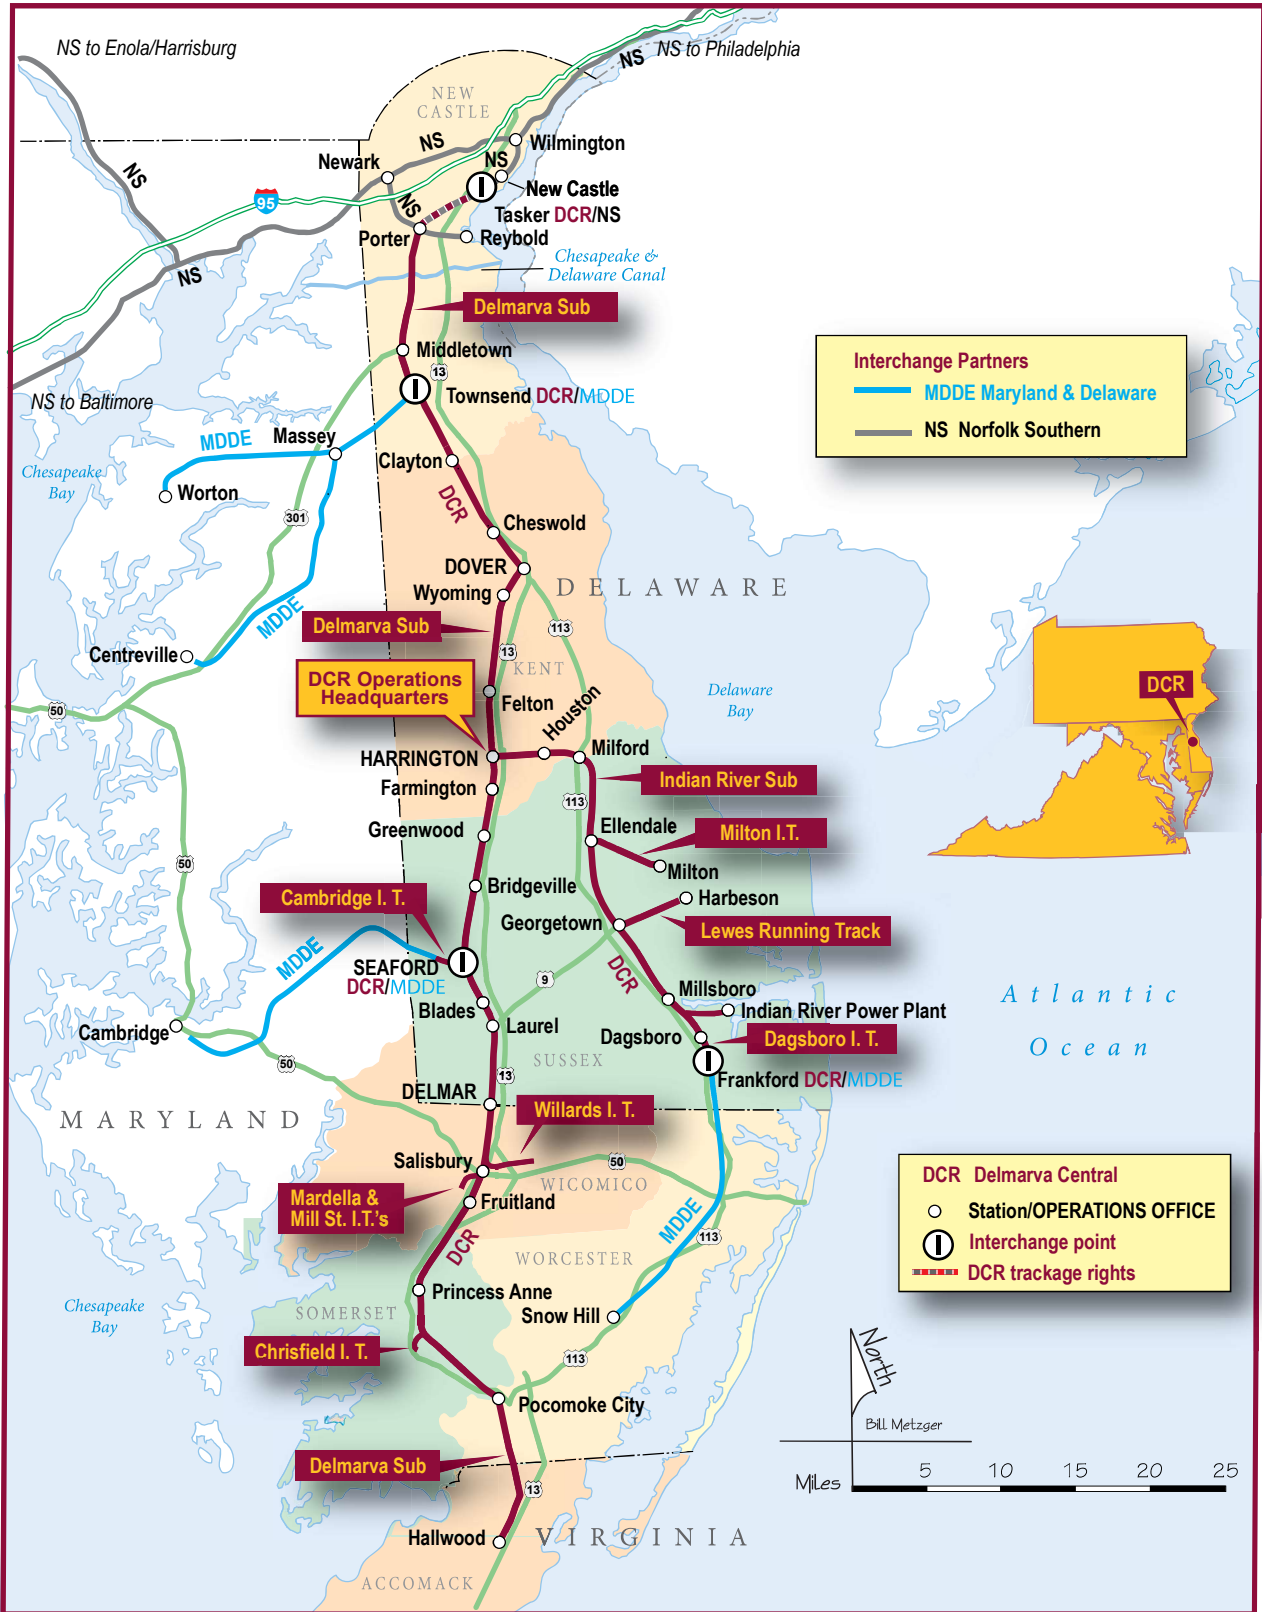 NS to Enola/Harrisburg
NS to Philadelphia
NS
NEW
CASTLE
NS
Wilmington
NS
Newark
NS
New Castle
95
NS
Tasker DCR/NS
Porter
Reybold
NS
Chesapeake &
Delaware Canal
Delmarva Sub
Middletown
13
NS to Baltimore
Townsend DCR/MDDE
Interchange Partners
MDDE Maryland & Delaware
NS Norfolk Southern
MDDE
Massey
Clayton
Chesapeake
Bay
Worton
DCR
301
Cheswold
DOVER
DELAWARE
Wyoming
MDDE
Delmarva Sub
113
13
Centreville
KENT
DCR Operations
Headquarters
DCR
Felton
Houston
Delaware
Bay
50
HARRINGTON
Milford
Farmington
Indian River Sub
113
Greenwood
Ellendale
Milton I.T.
50
Milton
Bridgeville
Cambridge I. T.
Harbeson
Georgetown
Lewes Running Track
MDDE
SEAFORD
DCR/MDDE
DCR
9
Millsboro
Atlantic
Ocean
Blades
Indian River Power Plant
Cambridge
Laurel
Dagsboro
Dagsboro I. T.
50
SUSSEX
13
Frankford DCR/MDDE
DELMAR
MARYLAND
Willards I. T.
Salisbury
50
WICOMICO
Mardella &
Mill St. I.T.'s
Fruitland
DCR Delmarva Central
Station/OPERATIONS OFFICE
Interchange point
DCR trackage rights
MDDE
DCR
113
WORCESTER
Princess Anne
Chesapeake
Bay
SOMERSET
Snow Hill
Chrisfield I. T.
113
North
Pocomoke City
Bill Metzger
Delmarva Sub
Miles
5 10 15 20 25
13
Hallwood
VIRGINIA
ACCOMACK